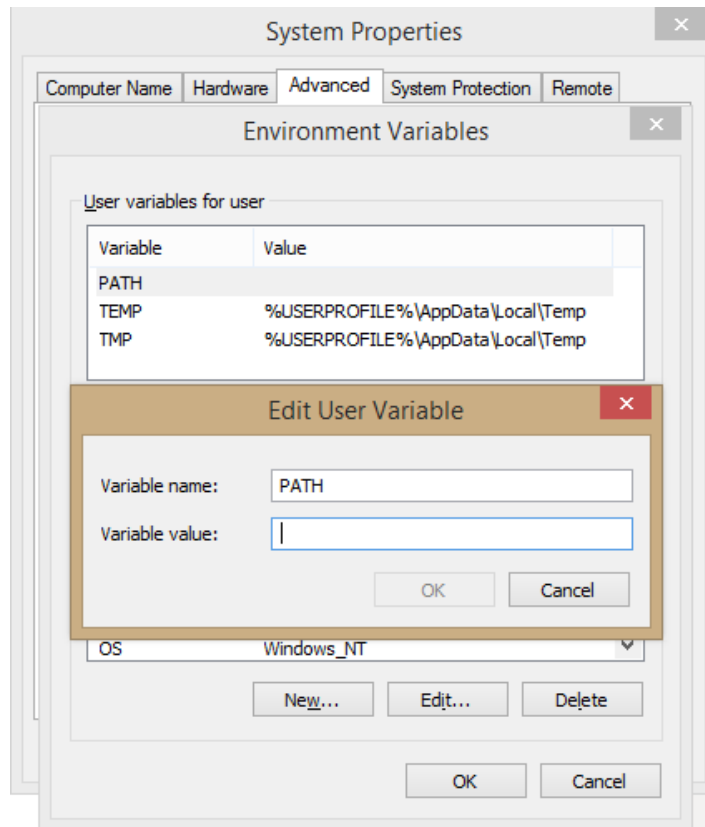 System Properties
Computer Name Hardware Advanced System Protection Remote
Environment Variables
User variables for user
Variable Value
PATH
TEMP %USERPROFILE%\AppData\Local\Temp
TMP %USERPROFILE%\AppData\Local\Temp
Edit User Variable
Variable name: PATH
Variable value:
OK Cancel
OS Windows_NT
New... Edit... Delete
OK Cancel